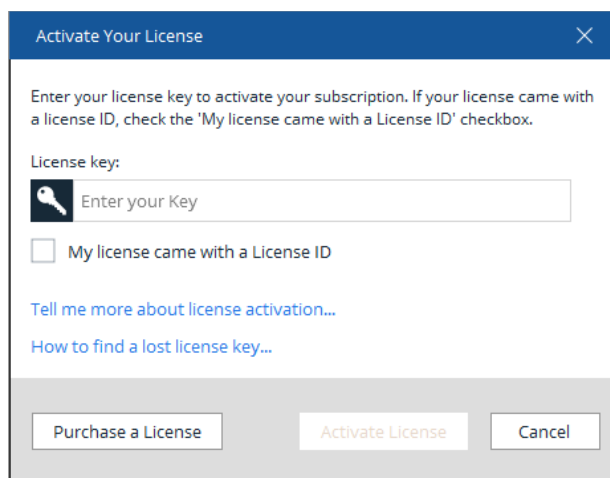 Activate Your License
Enter your license key to activate your subscription. If your license came with
a license ID, check the 'My license came with a License ID' checkbox.
License key:
Enter your Key
My license came with a License ID
Tell me more about license activation...
How to find a lost license key...
Purchase a License
Activate License
Cancel